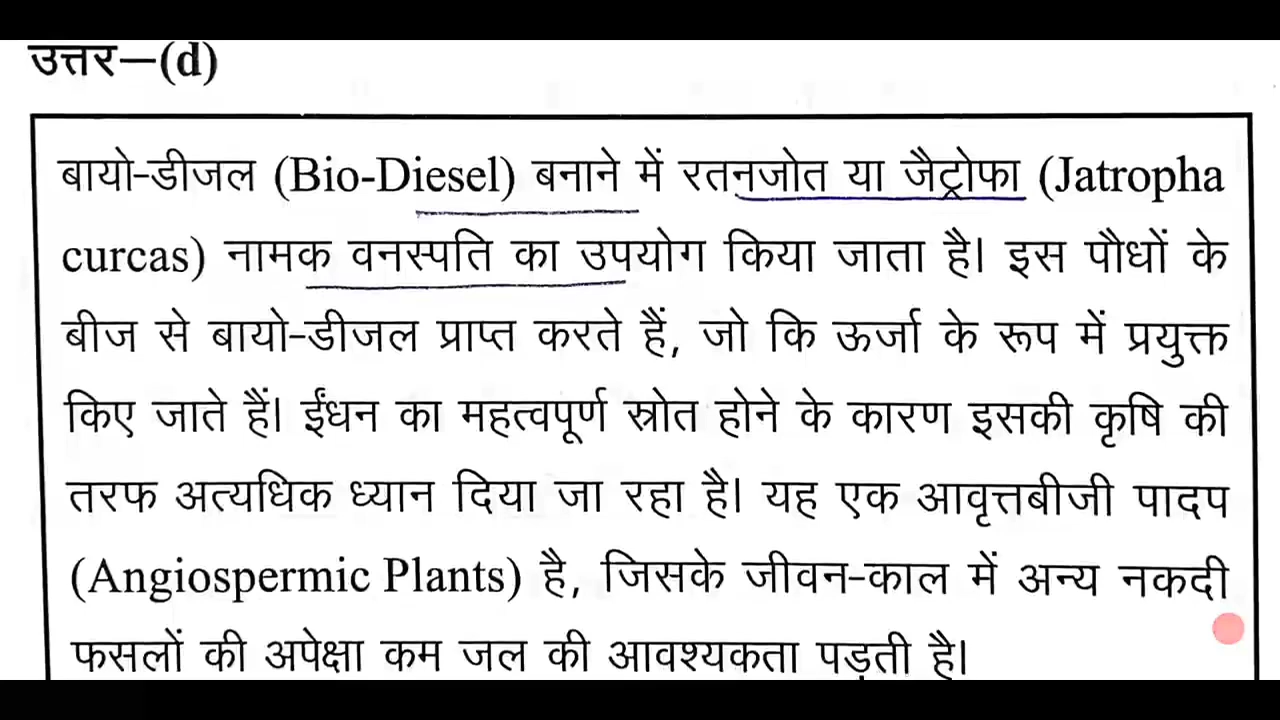 उत्तर—(d)
बायो-डीजल (Bio-Diesel) बनाने में रतनजोत या जैट्रोफा (Jatropha
curcas) नामक वनस्पति का उपयोग किया जाता है। इस पौधों के
बीज से बायो-डीजल प्राप्त करते हैं, जो कि ऊर्जा के रूप में प्रयुक्त
किए जाते हैं। ईंधन का महत्वपूर्ण स्रोत होने के कारण इसकी कृषि की
तरफ अत्यधिक ध्यान दिया जा रहा है। यह एक आवृत्तबीजी पादप
(Angiospermic Plants) है, जिसके जीवन-काल में अन्य नकदी
फसलों की अपेक्षा कम जल की आवश्यकता पड़ती है।